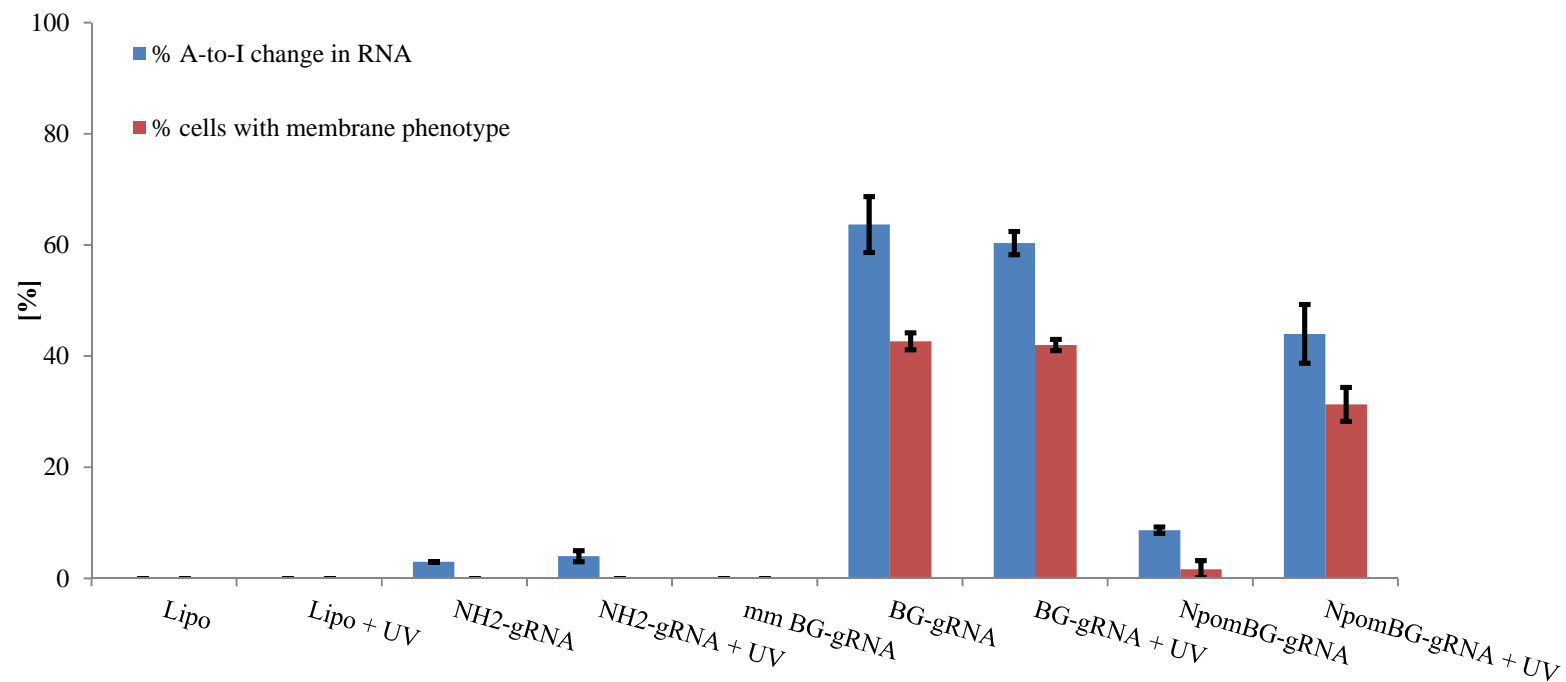 100
80
60
40
20
0
[%]
% A-to-I change in RNA
% cells with membrane phenotype
Lipo
Lipo + UV
NH2-gRNA
NH2-gRNA + UV
mm BG-gRNA
BG-gRNA
BG-gRNA + UV
NpomBG-gRNA
NpomBG-gRNA + UV